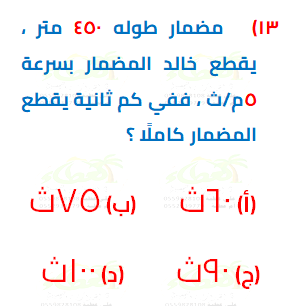 ١٣) مضمار طوله ٤٥٠ متر ،
يقطع خالد المضمار بسرعة
٥م/ث ، ففي كم ثانية يقطع
المضمار كاملًا ؟
(أ) ٦٠ث (ب) ٧٥ث
(ج) ٩٠ث (د) ١٠٠ث